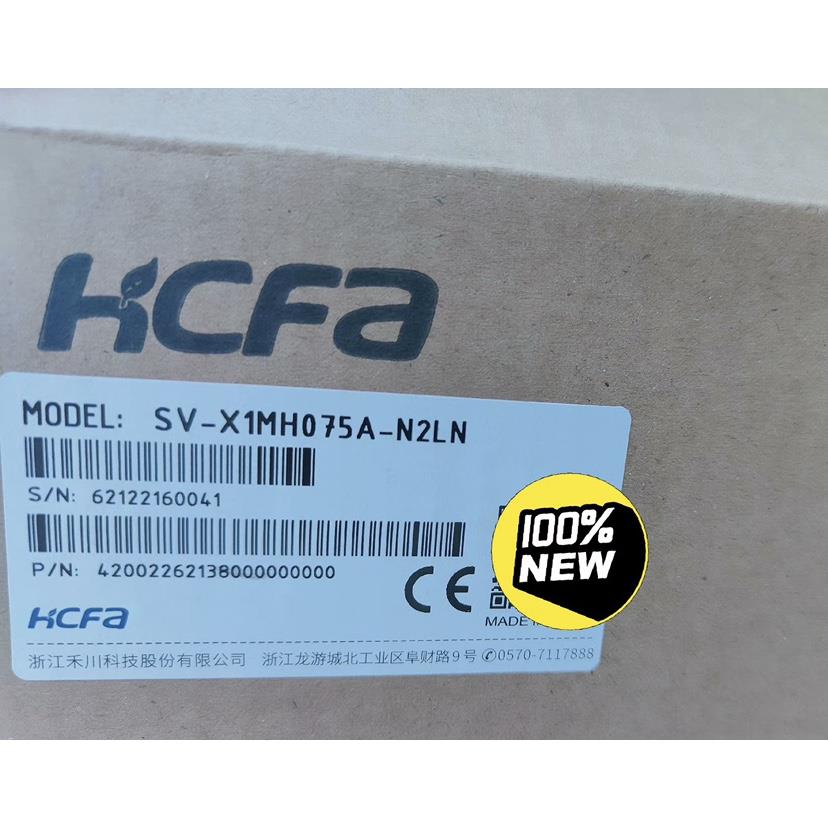 HCFA
MODEL: SV-X1MH075A-N2LN
S/N: 62122160041
P/N: 42002262138000000000
CE
100%
NEW
HCFA
MADE
浙江禾川科技股份有限公司 浙江龙游城北工业区阜财路9号 ✆0570-7117888